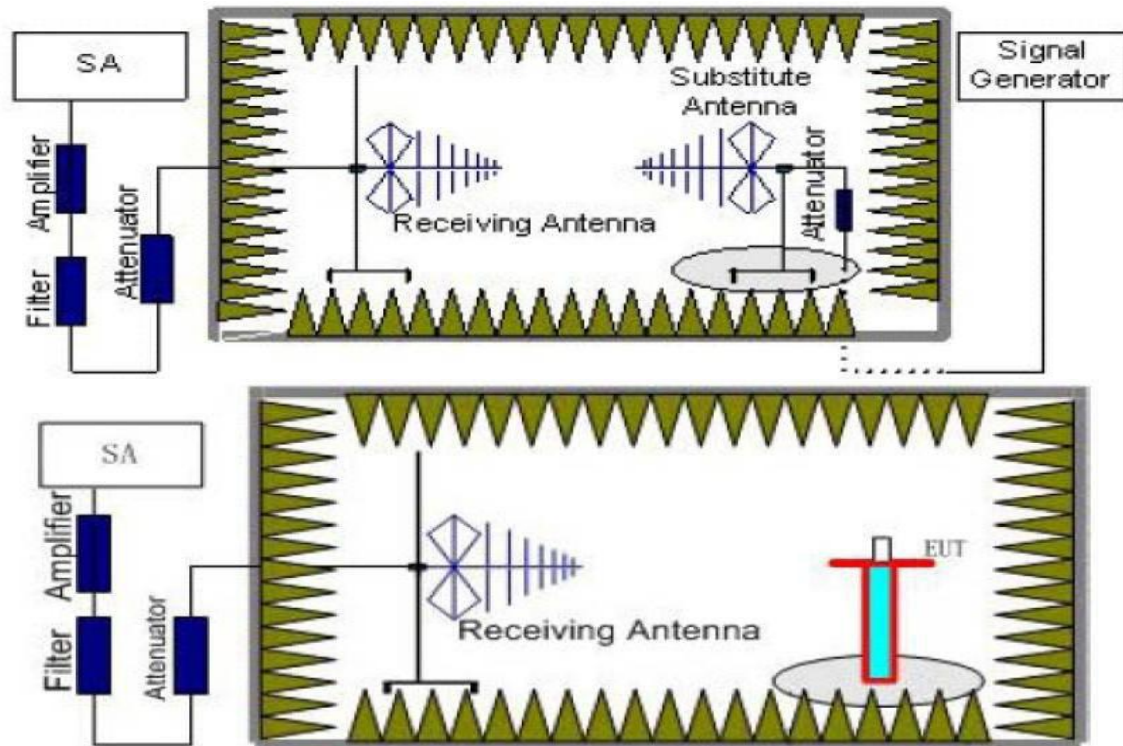 SA
Signal
Generator
Substitute
Antenna
Amplifier
Filter
Attenuator
Receiving Antenna
Attenuator
SA
Amplifier
Filter
Attenuator
Receiving Antenna
EUT